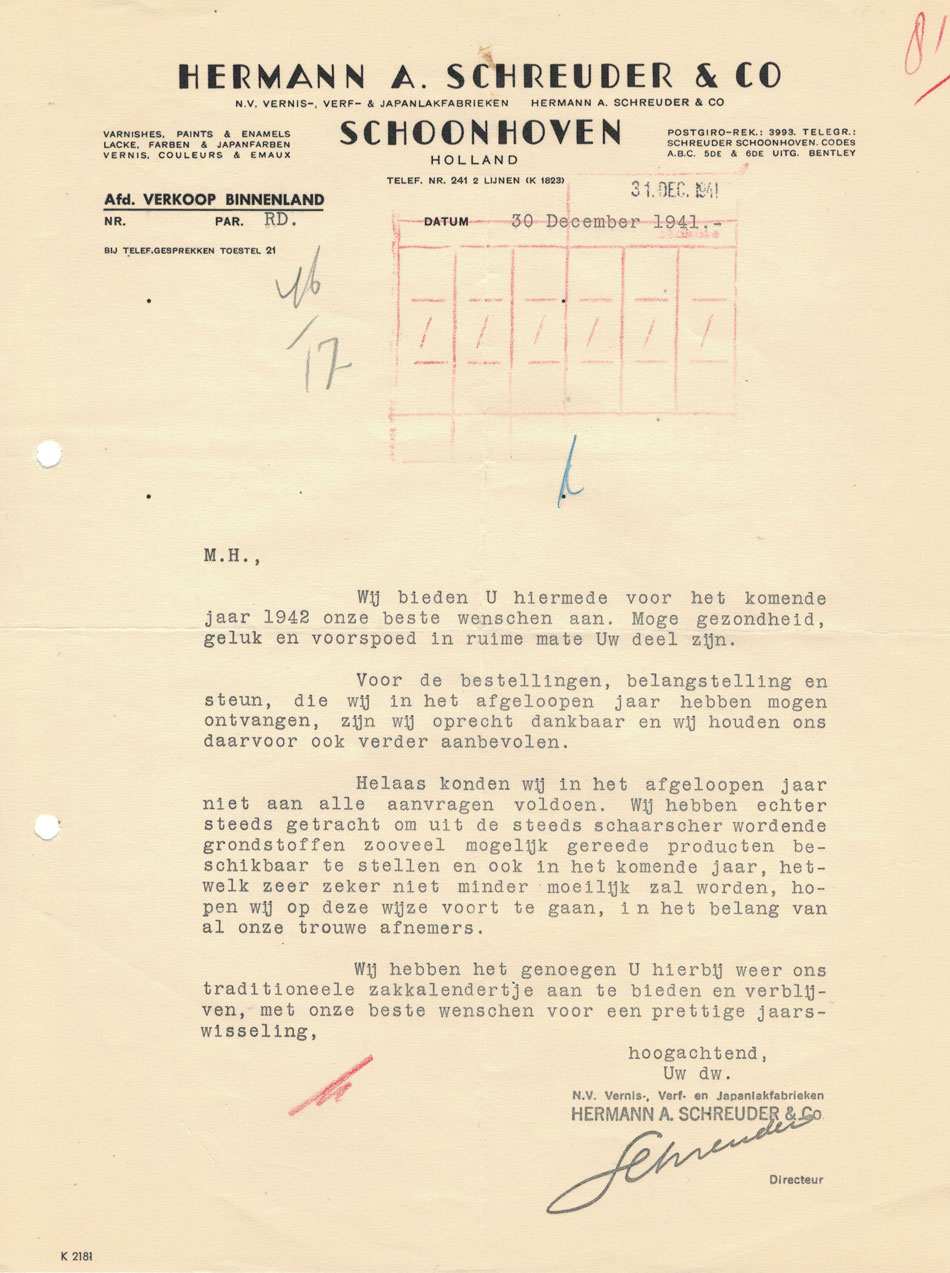 81
HERMANN A. SCHREUDER & CO
N.V. VERNIS-, VERF- & JAPANLAKFABRIEKEN HERMANN A. SCHREUDER & CO
SCHOONHOVEN
HOLLAND
TELEF. NR. 241 2 LIJNEN (K 1823)
VARNISHES, PAINTS & ENAMELS
LACKE, FARBEN & JAPANFARBEN
VERNIS, COULEURS & EMAUX
POSTGIRO-REK.: 3993. TELEGR.:
SCHREUDER SCHOONHOVEN. CODES
A.B.C. 5DE & 6DE UITG. BENTLEY
31. DEC. 1941
Afd. VERKOOP BINNENLAND
NR. PAR. RD.
DATUM 30 December 1941.-
BIJ TELEF.GESPREKKEN TOESTEL 21
46
17
M.H.,
Wij bieden U hiermede voor het komende
jaar 1942 onze beste wenschen aan. Moge gezondheid,
geluk en voorspoed in ruime mate Uw deel zijn.
Voor de bestellingen, belangstelling en
steun, die wij in het afgeloopen jaar hebben mogen
ontvangen, zijn wij oprecht dankbaar en wij houden ons
daarvoor ook verder aanbevolen.
Helaas konden wij in het afgeloopen jaar
niet aan alle aanvragen voldoen. Wij hebben echter
steeds getracht om uit de steeds schaarscher wordende
grondstoffen zooveel mogelijk gereede producten be-
schikbaar te stellen en ook in het komende jaar, het-
welk zeer zeker niet minder moeilijk zal worden, ho-
pen wij op deze wijze voort te gaan, in het belang van
al onze trouwe afnemers.
Wij hebben het genoegen U hierbij weer ons
traditioneele zakkalendertje aan te bieden en verblij-
ven, met onze beste wenschen voor een prettige jaars-
wisseling,
hoogachtend,
Uw dw.
N.V. Vernis-, Verf- en Japanlakfabrieken
HERMANN A. SCHREUDER & Co.
Schreuder
Directeur
K 2181